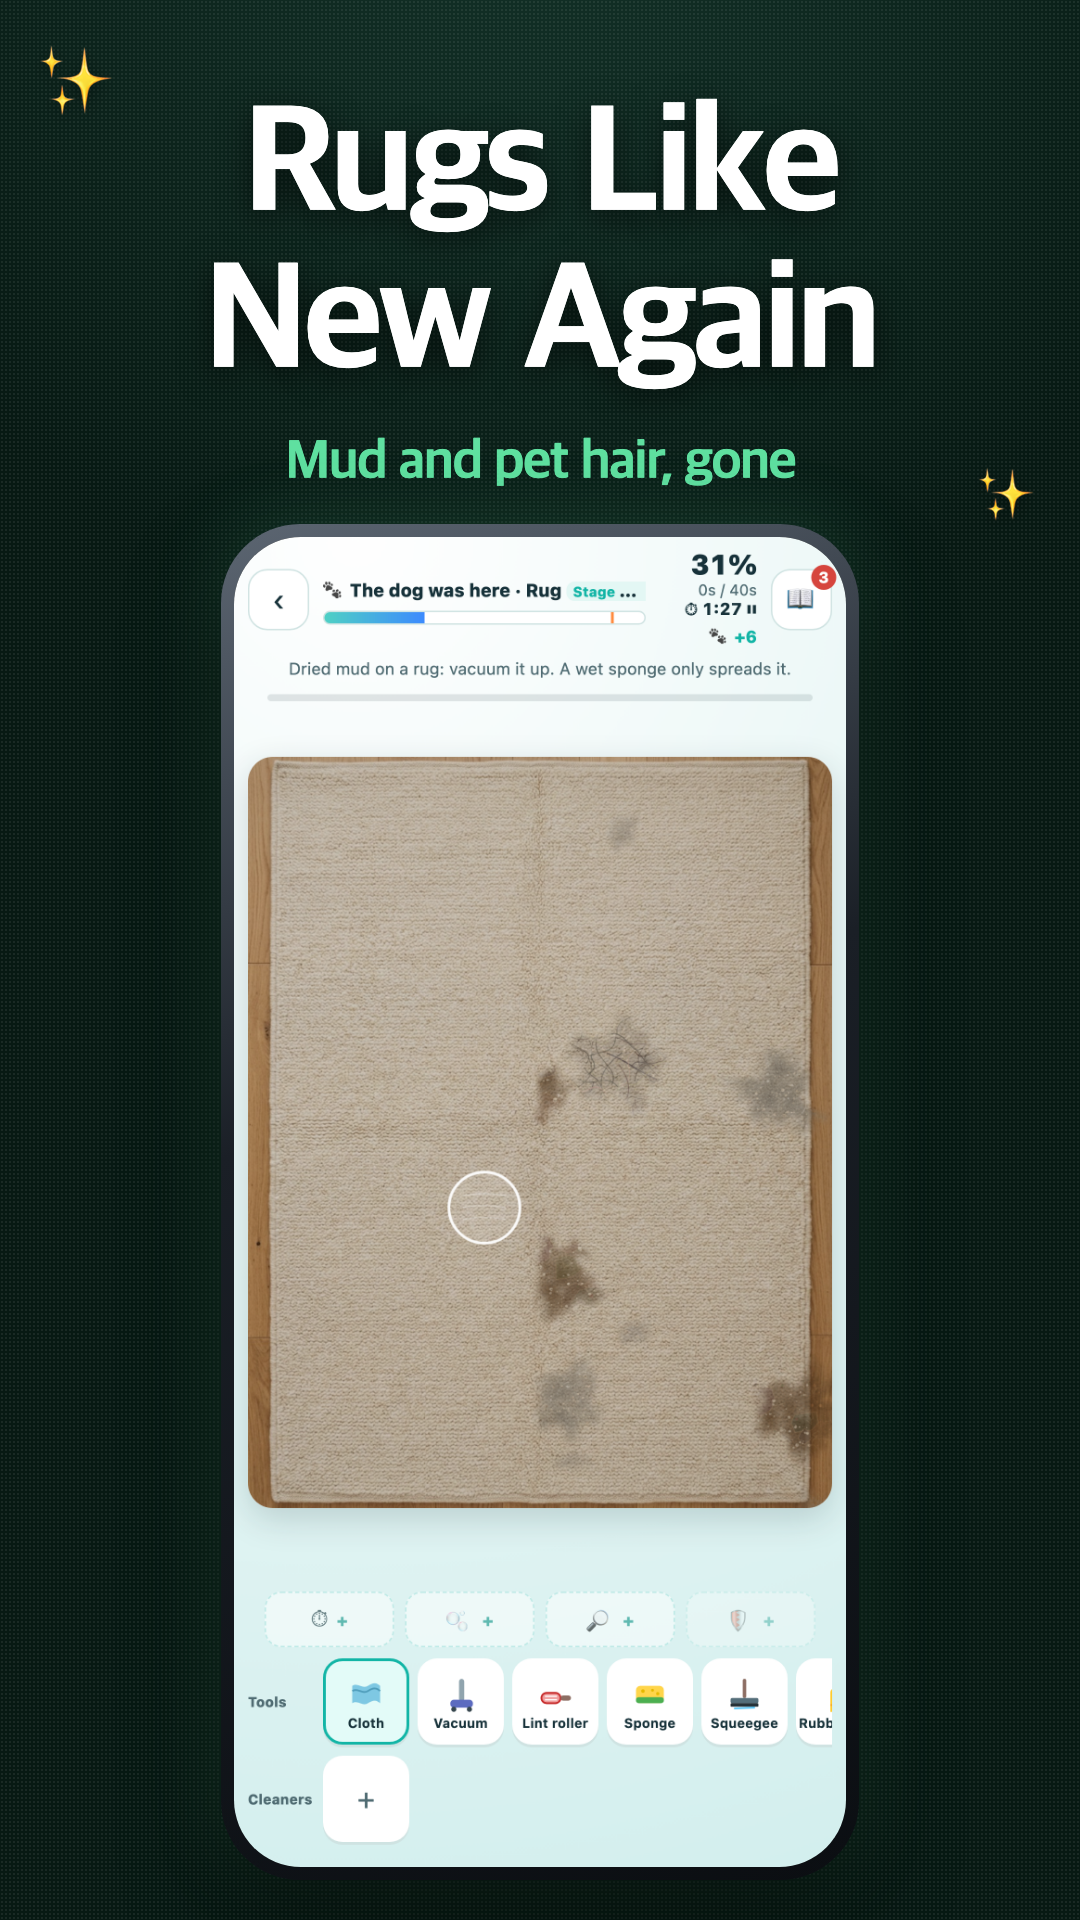 Rugs Like
New Again
Mud and pet hair, gone
31%
The dog was here · Rug Stage ...
0s / 40s
1:27
+6
3
Dried mud on a rug: vacuum it up. A wet sponge only spreads it.
+ + + +
Tools
Cloth Vacuum Lint roller Sponge Squeegee Rubb
Cleaners +